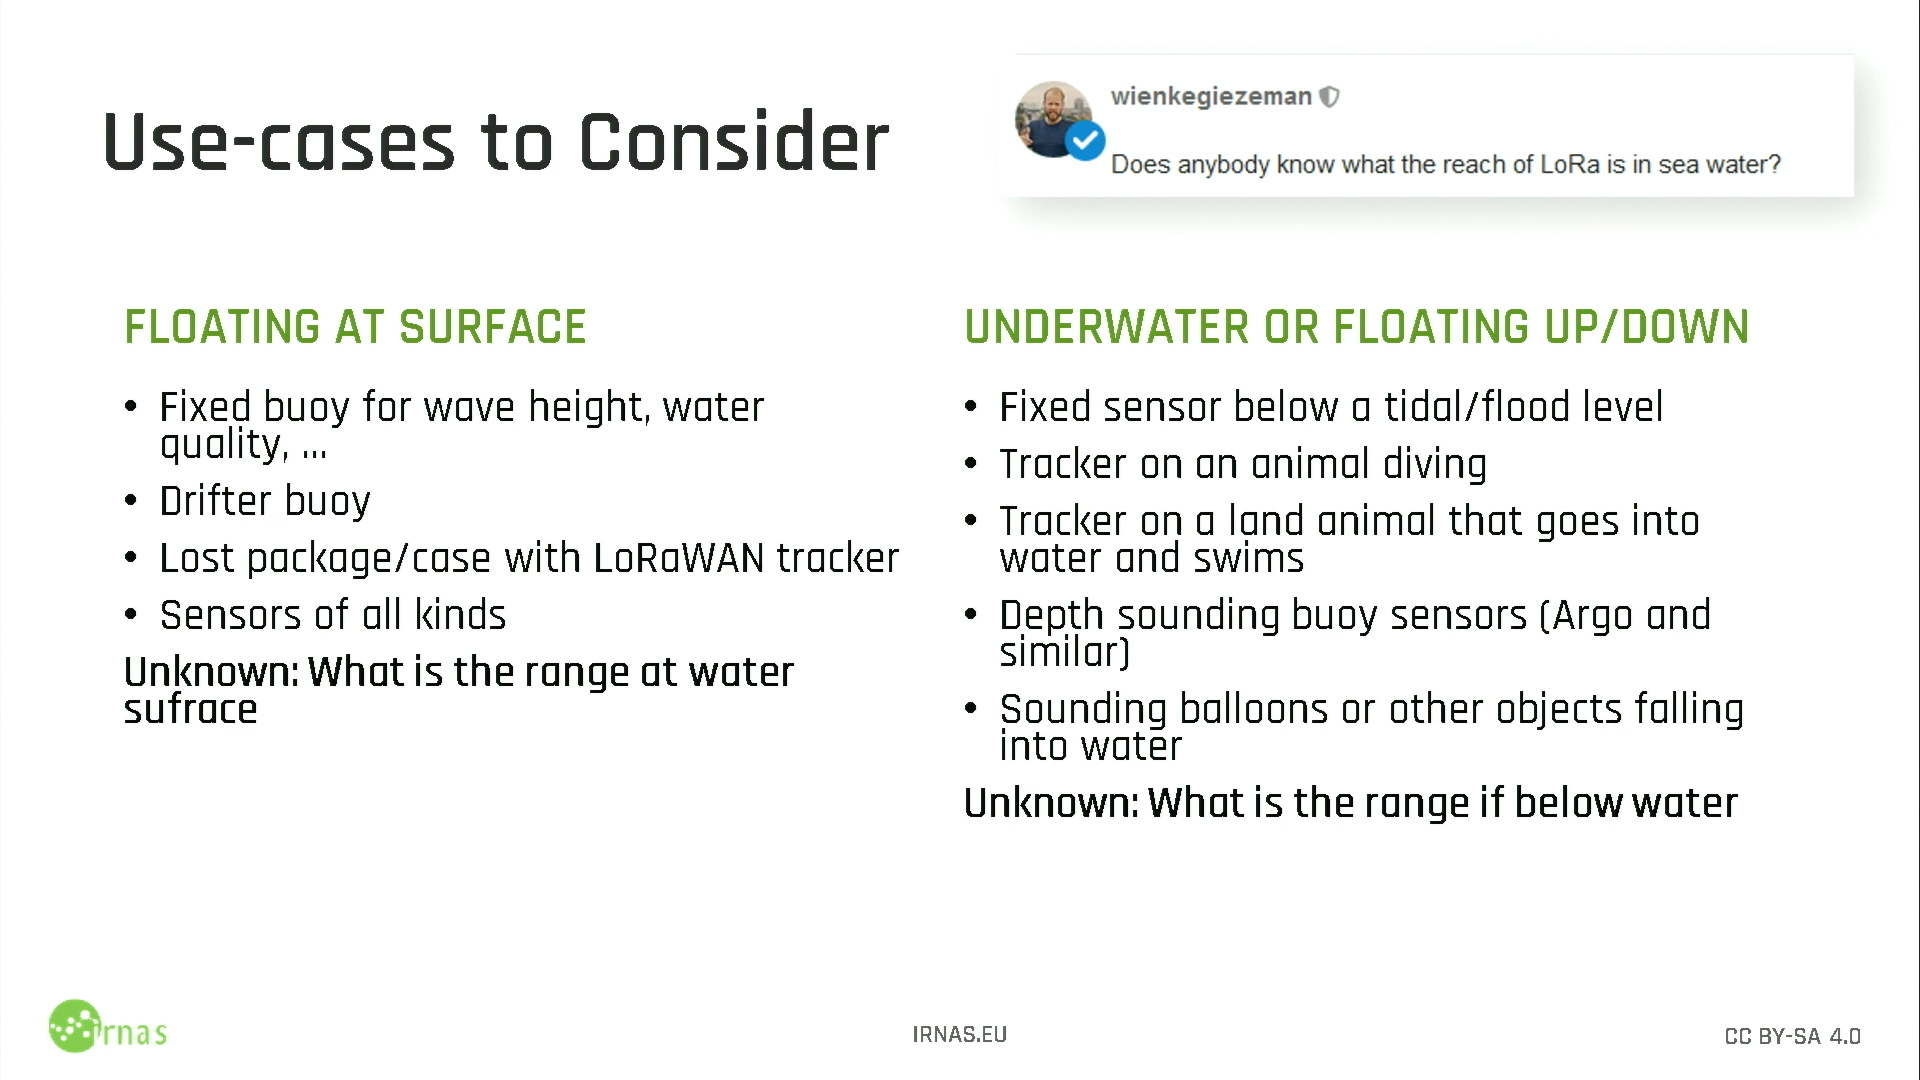 Use-cases to Consider
wienkegiezeman
Does anybody know what the reach of LoRa is in sea water?
FLOATING AT SURFACE
• Fixed buoy for wave height, water
quality, ...
• Drifter buoy
• Lost package/case with LoRaWAN tracker
• Sensors of all kinds
Unknown: What is the range at water
sufrace
UNDERWATER OR FLOATING UP/DOWN
• Fixed sensor below a tidal/flood level
• Tracker on an animal diving
• Tracker on a land animal that goes into
water and swims
• Depth sounding buoy sensors (Argo and
similar)
• Sounding balloons or other objects falling
into water
Unknown: What is the range if below water
irnas
IRNAS.EU
CC BY-SA 4.0